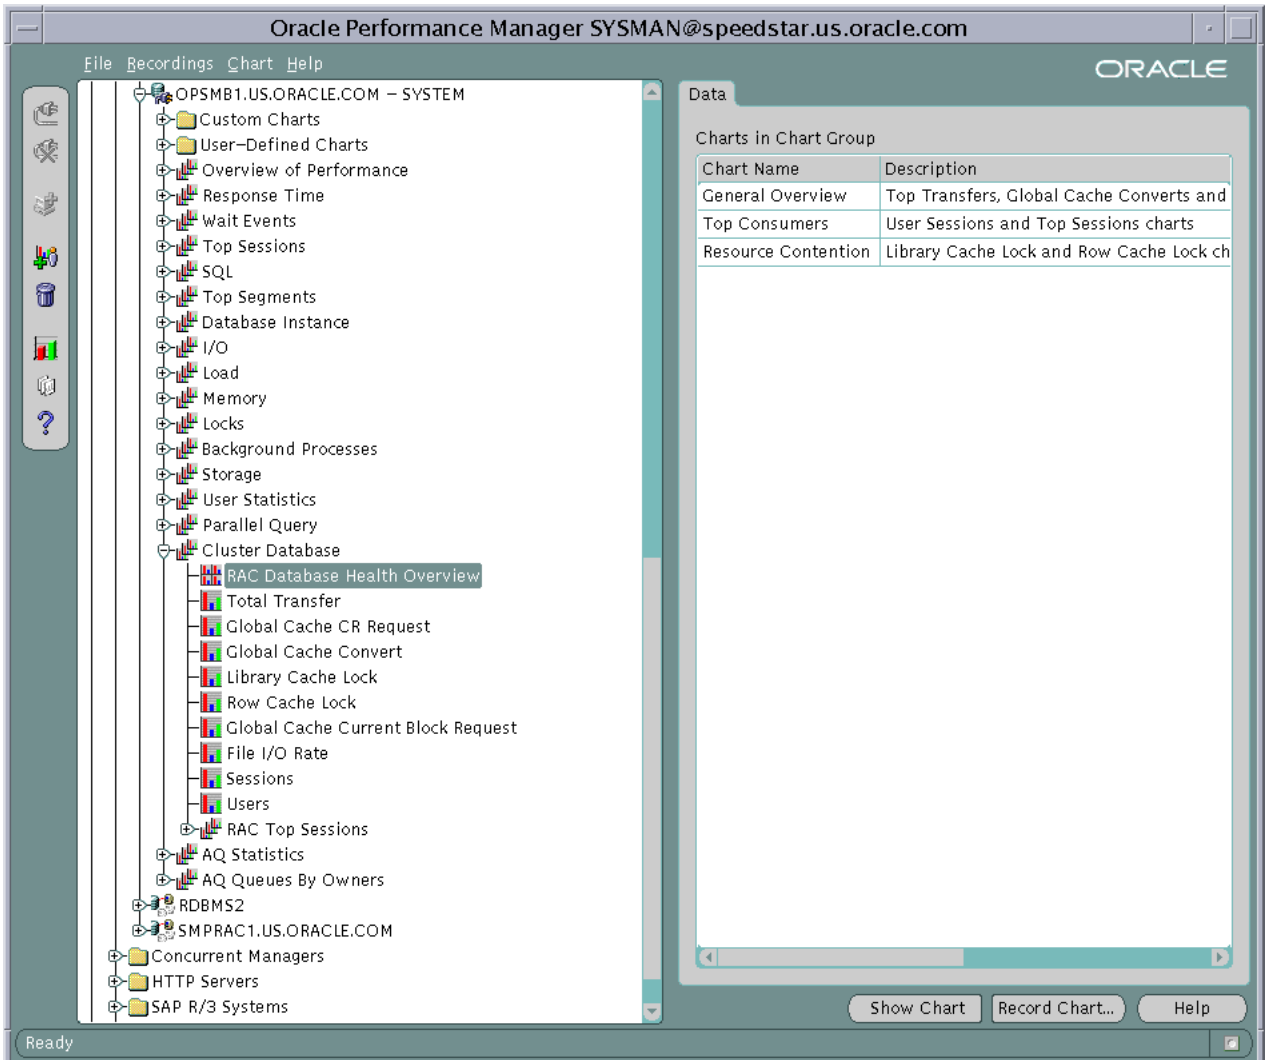 Oracle Performance Manager SYSMAN@speedstar.us.oracle.com
File Recordings Chart Help
ORACLE
OPSMB1.US.ORACLE.COM – SYSTEM
Custom Charts
User–Defined Charts
Overview of Performance
Response Time
Wait Events
Top Sessions
SQL
Top Segments
Database Instance
I/O
Load
Memory
Locks
Background Processes
Storage
User Statistics
Parallel Query
Cluster Database
RAC Database Health Overview
Total Transfer
Global Cache CR Request
Global Cache Convert
Library Cache Lock
Row Cache Lock
Global Cache Current Block Request
File I/O Rate
Sessions
Users
RAC Top Sessions
AQ Statistics
AQ Queues By Owners
RDBMS2
SMPRAC1.US.ORACLE.COM
Concurrent Managers
HTTP Servers
SAP R/3 Systems
Data
Charts in Chart Group
Chart Name Description
General Overview Top Transfers, Global Cache Converts and
Top Consumers User Sessions and Top Sessions charts
Resource Contention Library Cache Lock and Row Cache Lock ch
Show Chart Record Chart... Help
Ready